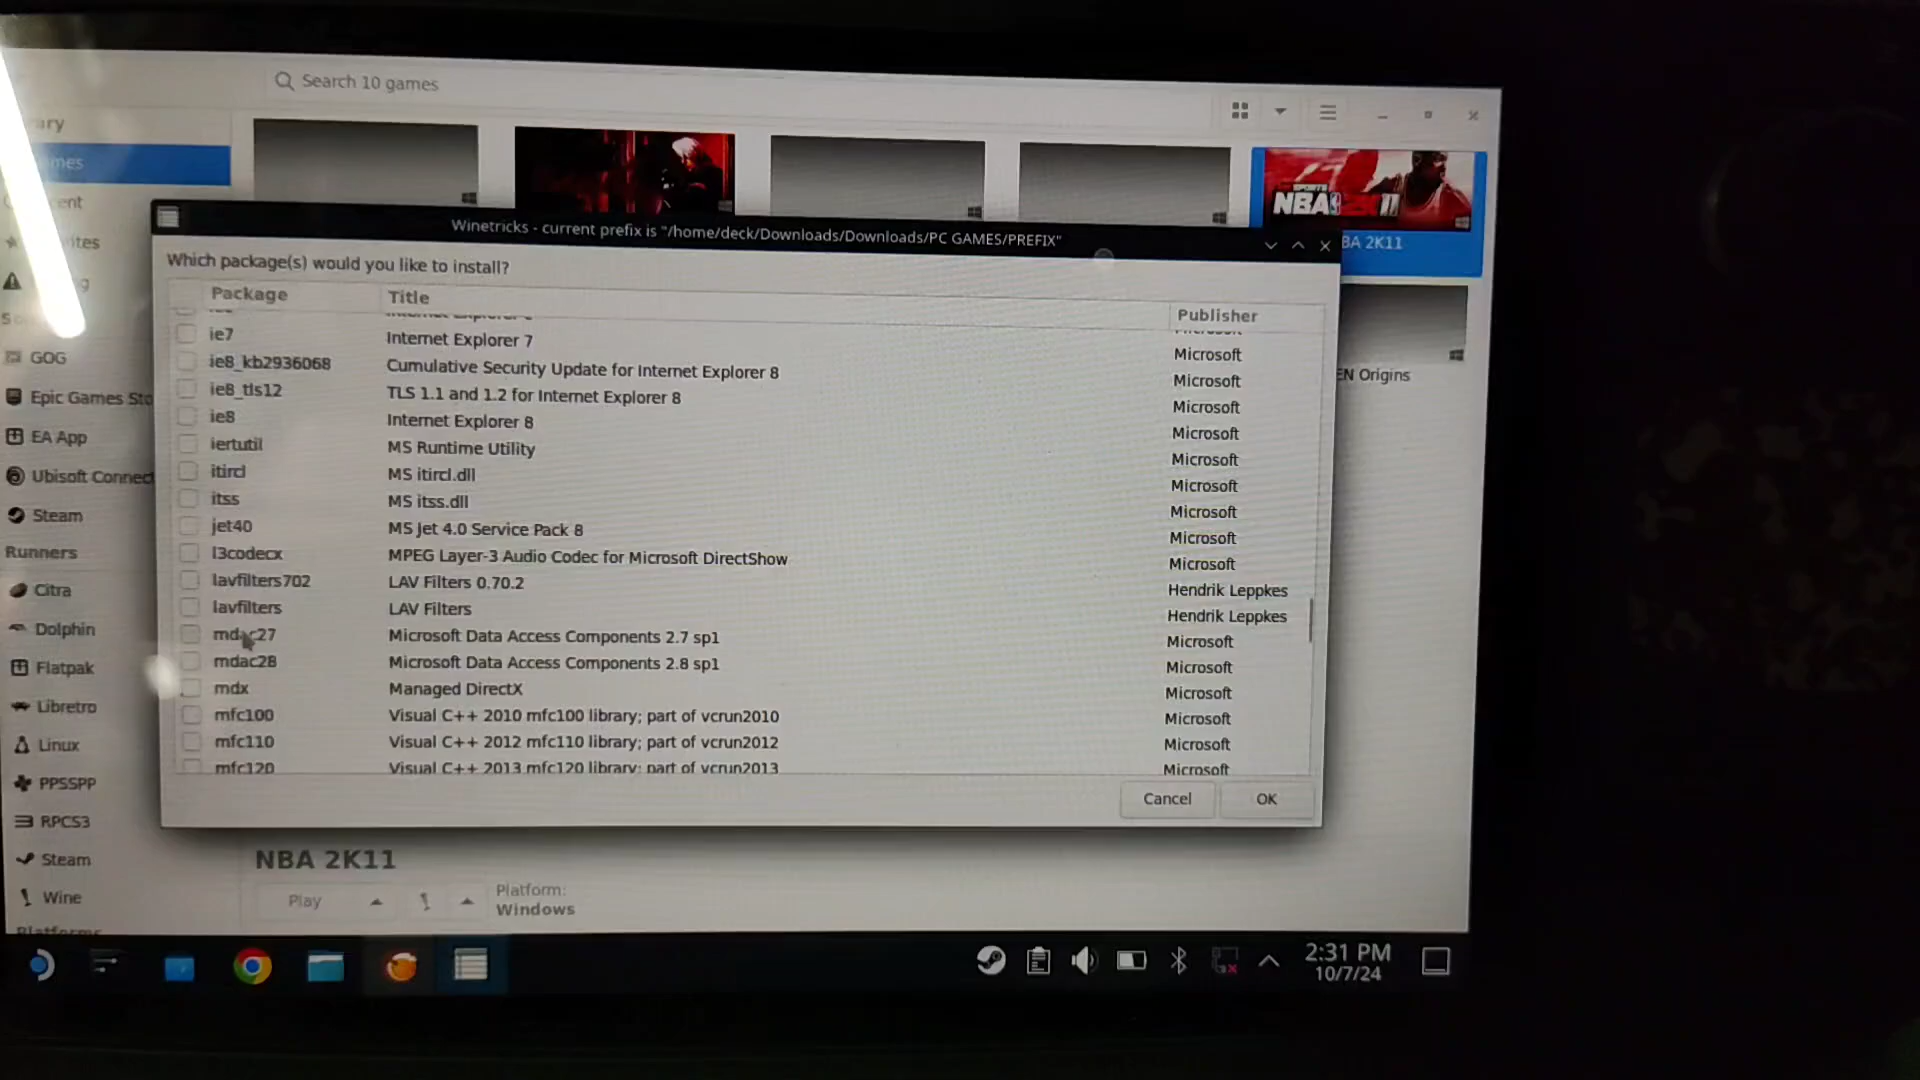 Search 10 games
Winetricks - current prefix is "/home/deck/Downloads/Downloads/PC GAMES/PREFIX"
Which package(s) would you like to install?
Package Title Publisher
ie7 Internet Explorer 7 Microsoft
ie8_kb2936068 Cumulative Security Update for Internet Explorer 8 Microsoft
ie8_tls12 TLS 1.1 and 1.2 for Internet Explorer 8 Microsoft
ie8 Internet Explorer 8 Microsoft
iertutil MS Runtime Utility Microsoft
itircl MS itircl.dll Microsoft
itss MS itss.dll Microsoft
jet40 MS Jet 4.0 Service Pack 8 Microsoft
l3codecx MPEG Layer-3 Audio Codec for Microsoft DirectShow Microsoft
lavfilters702 LAV Filters 0.70.2 Hendrik Leppkes
lavfilters LAV Filters Hendrik Leppkes
mdac27 Microsoft Data Access Components 2.7 sp1 Microsoft
mdac28 Microsoft Data Access Components 2.8 sp1 Microsoft
mdx Managed DirectX Microsoft
mfc100 Visual C++ 2010 mfc100 library; part of vcrun2010 Microsoft
mfc110 Visual C++ 2012 mfc110 library; part of vcrun2012 Microsoft
mfc120 Visual C++ 2013 mfc120 library; part of vcrun2013 Microsoft
Cancel OK
GOG
Epic Games Sto
EA App
Ubisoft Connect
Steam
Runners
Citra
Dolphin
Flatpak
Libretro
Linux
PPSSPP
RPCS3
Steam
Wine
Platforms
SPORTS
NBA 2K11
BA 2K11
EN Origins
NBA 2K11
Play
Platform:
Windows
2:31 PM
10/7/24